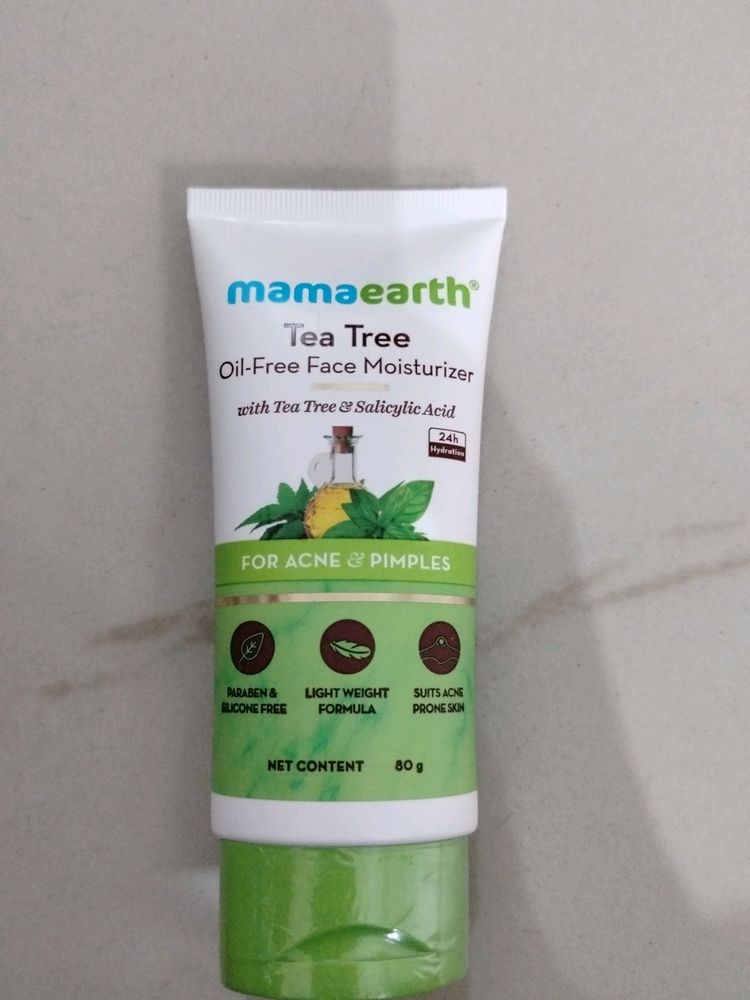 mamaearth®
Tea Tree
Oil-Free Face Moisturizer
with Tea Tree & Salicylic Acid
24h
Hydration
FOR ACNE & PIMPLES
PARABEN &
SILICONE FREE
LIGHT WEIGHT
FORMULA
SUITS ACNE
PRONE SKIN
NET CONTENT 80 g